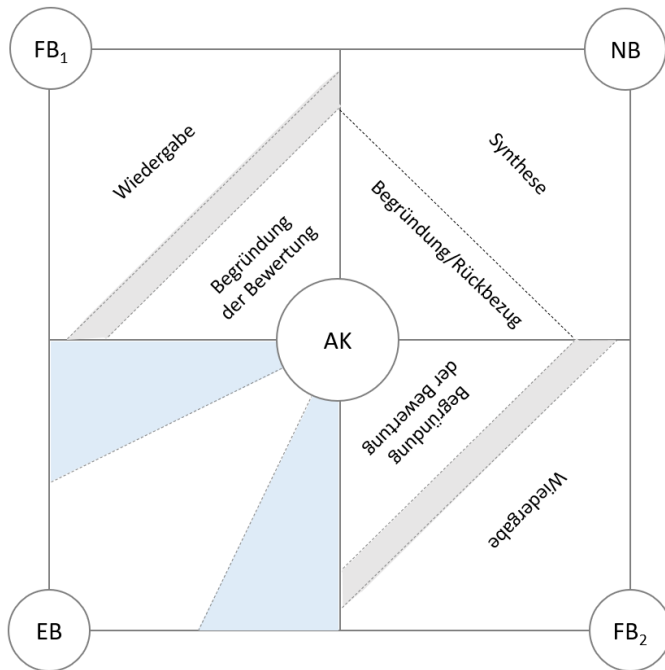 FB1
NB
Wiedergabe
Synthese
Begründung
der Bewertung
Begründung/Rückbezug
AK
Begründung
der Bewertung
Wiedergabe
EB
FB2